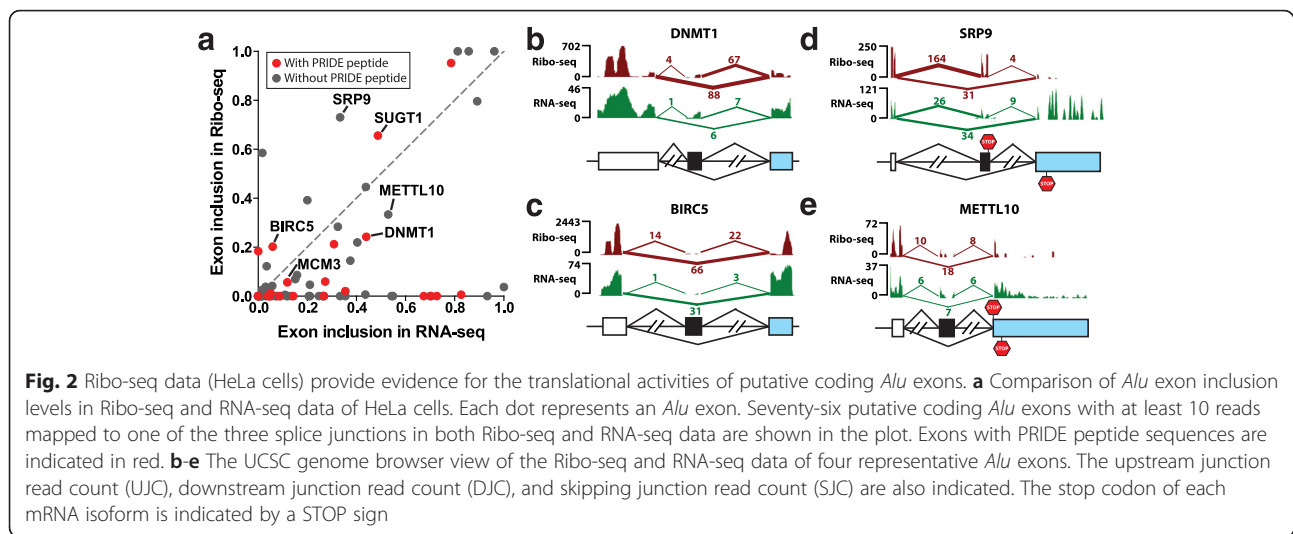 a
Exon inclusion in Ribo-seq
1.0
0.8
0.6
0.4
0.2
0.0
With PRIDE peptide
Without PRIDE peptide
SRP9
SUGT1
METTL10
DNMT1
BIRC5
MCM3
0.0 0.2 0.4 0.6 0.8 1.0
Exon inclusion in RNA-seq
b
DNMT1
702
Ribo-seq
0
4 67
88
46
RNA-seq
0
1 7
6
d
SRP9
250
Ribo-seq
0
164 4
31
121
RNA-seq
0
26 9
34
STOP
STOP
c
BIRC5
2443
Ribo-seq
0
14 22
66
74
RNA-seq
0
1 3
31
e
METTL10
72
Ribo-seq
0
10 8
18
37
RNA-seq
0
6 6
7
STOP
STOP
Fig. 2 Ribo-seq data (HeLa cells) provide evidence for the translational activities of putative coding Alu exons. a Comparison of Alu exon inclusion
levels in Ribo-seq and RNA-seq data of HeLa cells. Each dot represents an Alu exon. Seventy-six putative coding Alu exons with at least 10 reads
mapped to one of the three splice junctions in both Ribo-seq and RNA-seq data are shown in the plot. Exons with PRIDE peptide sequences are
indicated in red. b-e The UCSC genome browser view of the Ribo-seq and RNA-seq data of four representative Alu exons. The upstream junction
read count (UJC), downstream junction read count (DJC), and skipping junction read count (SJC) are also indicated. The stop codon of each
mRNA isoform is indicated by a STOP sign